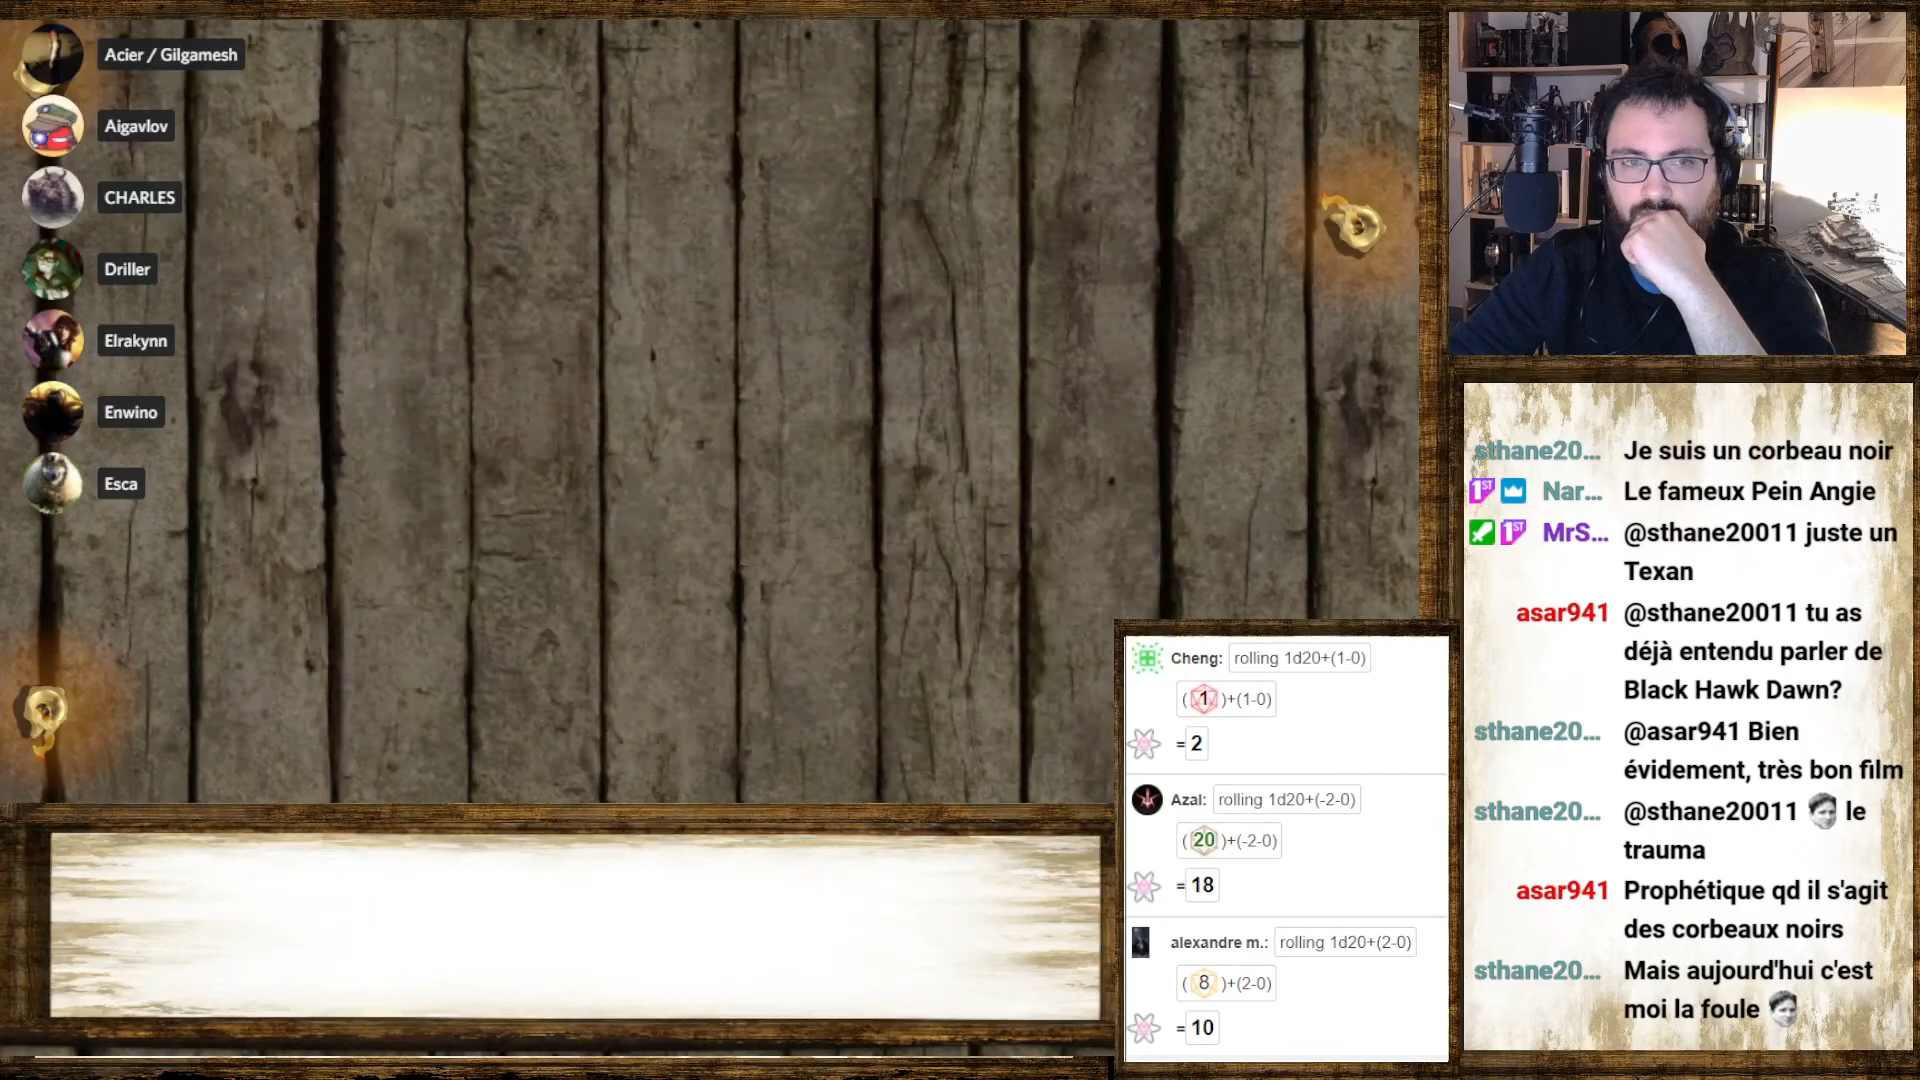 Acier / Gilgamesh
Aigavlov
CHARLES
Driller
Elrakynn
Enwino
Esca
Cheng: rolling 1d20+(1-0)
(1)+(1-0)
=2
Azal: rolling 1d20+(-2-0)
(20)+(-2-0)
=18
alexandre m.: rolling 1d20+(2-0)
(8)+(2-0)
=10
sthane20... Je suis un corbeau noir
1ST Nar... Le fameux Pein Angie
1ST MrS... @sthane20011 juste un
Texan
asar941 @sthane20011 tu as
déjà entendu parler de
Black Hawk Dawn?
sthane20... @asar941 Bien
évidement, très bon film
sthane20... @sthane20011 le
trauma
asar941 Prophétique qd il s'agit
des corbeaux noirs
sthane20... Mais aujourd'hui c'est
moi la foule